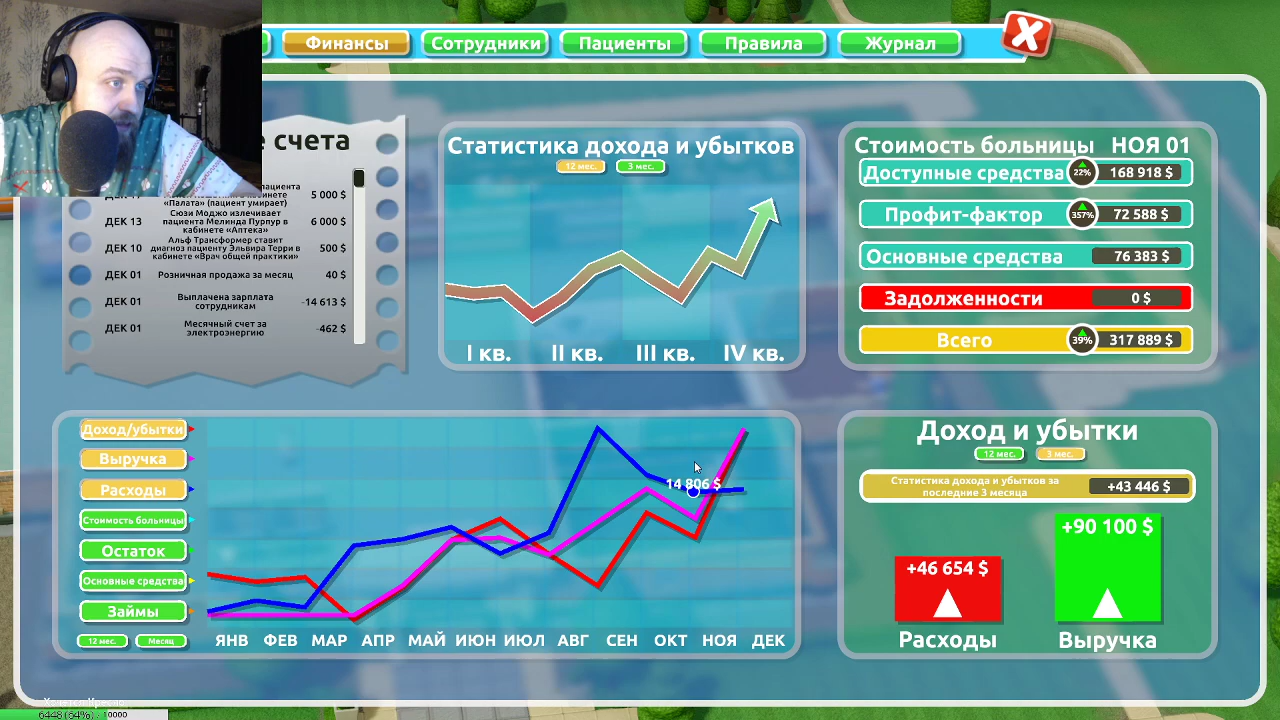 Финансы
Сотрудники
Пациенты
Правила
Журнал
X
счета
5 000 $
«Палата» (пациент умирает)
ДЕК 13
Сюзи Моджо излечивает
пациента Мелинда Пурпур в
кабинете «Аптека»
6 000 $
ДЕК 10
Альф Трансформер ставит
диагноз пациенту Эльвира Терри в
кабинете «Врач общей практики»
500 $
ДЕК 01
Розничная продажа за месяц
40 $
ДЕК 01
Выплачена зарплата
сотрудникам
-14 613 $
ДЕК 01
Месячный счет за
электроэнергию
-462 $
Статистика дохода и убытков
12 мес.
3 мес.
I кв.
II кв.
III кв.
IV кв.
Стоимость больницы НОЯ 01
Доступные средства
22%
168 918 $
Профит-фактор
357%
72 588 $
Основные средства
76 383 $
Задолженности
0 $
Всего
39%
317 889 $
Доход/убытки
Выручка
Расходы
Стоимость больницы
Остаток
Основные средства
Займы
12 мес.
Месяц
14 806 $
ЯНВ ФЕВ МАР АПР МАЙ ИЮН ИЮЛ АВГ СЕН ОКТ НОЯ ДЕК
Доход и убытки
12 мес.
3 мес.
Статистика дохода и убытков за
последние 3 месяца
+43 446 $
+46 654 $
Расходы
+90 100 $
Выручка
6448 (64%) / 10000